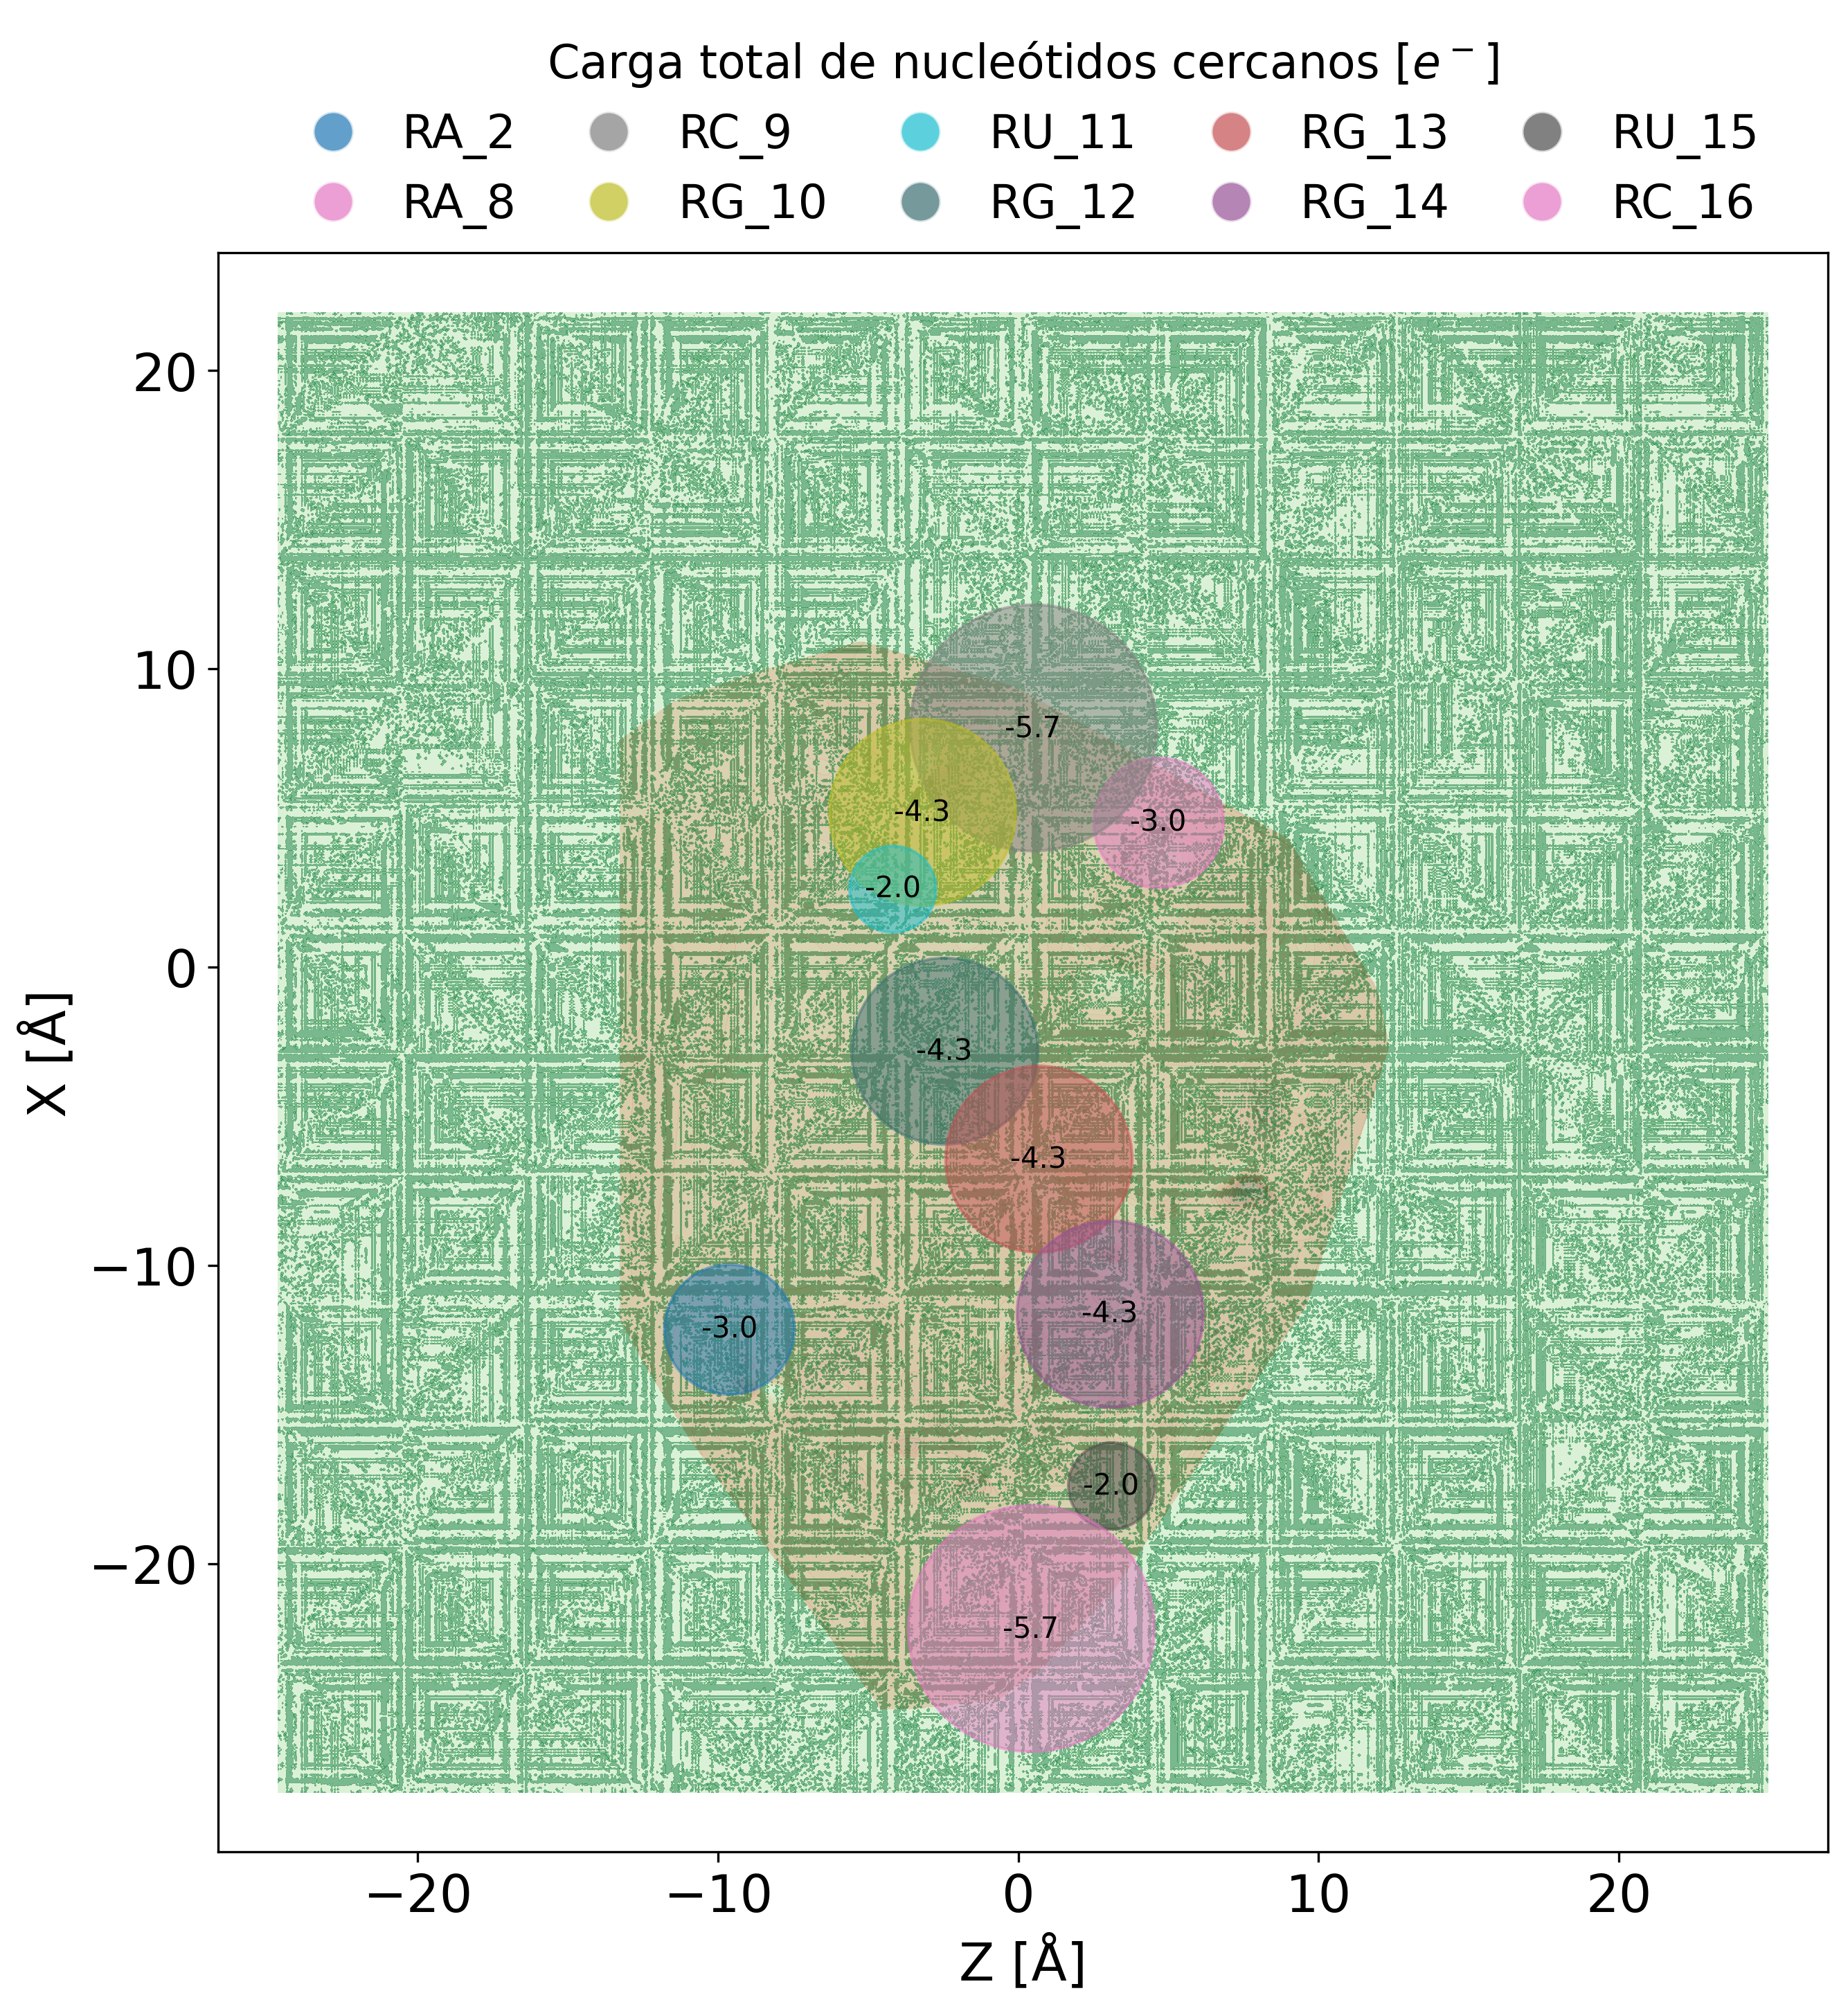 Carga total de nucleótidos cercanos [e⁻]
RA_2 RC_9 RU_11 RG_13 RU_15
RA_8 RG_10 RG_12 RG_14 RC_16
20
10
0
−10
−20
X [Å]
-5.7
-4.3
-3.0
-2.0
-4.3
-4.3
-4.3
-3.0
-2.0
-5.7
−20 −10 0 10 20
Z [Å]